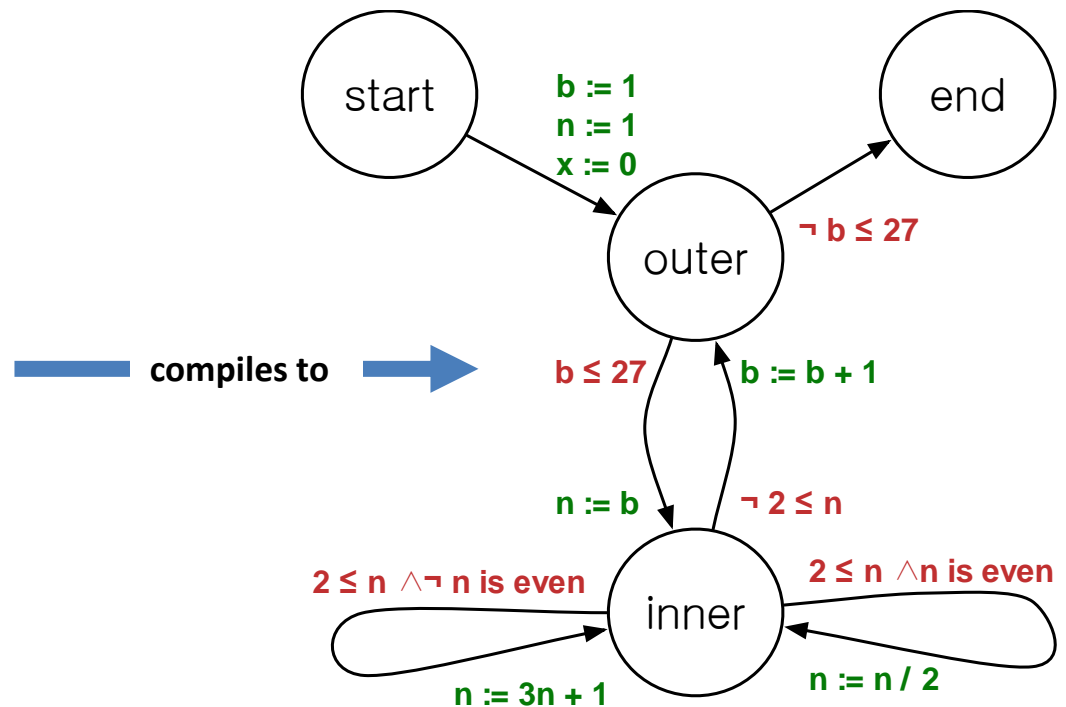 start
b := 1
n := 1
x := 0
end
outer
¬ b ≤ 27
compiles to
b ≤ 27
b := b + 1
n := b
¬ 2 ≤ n
2 ≤ n ∧¬ n is even
2 ≤ n ∧n is even
inner
n := 3n + 1
n := n / 2